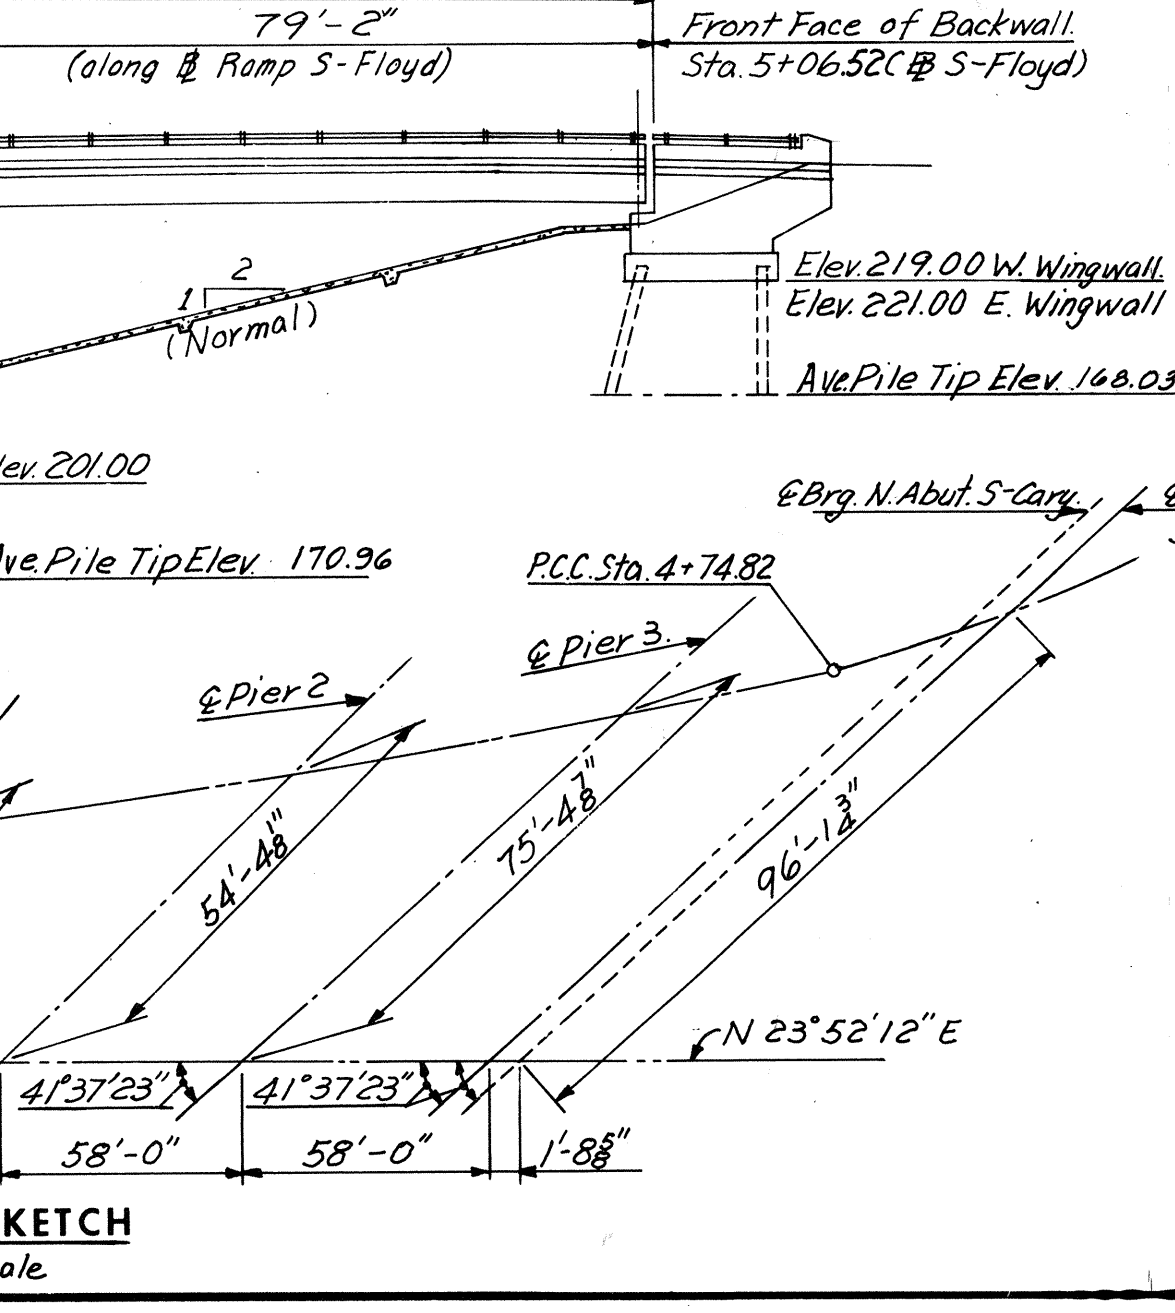 79'-2"
(along ℄ Ramp S-Floyd)
Front Face of Backwall.
Sta. 5+06.52(℄ S-Floyd)
2
1
(Normal)
Elev. 219.00 W. Wingwall.
Elev. 221.00 E. Wingwall
Ave. Pile Tip Elev. 168.03
lev. 201.00
ve. Pile Tip Elev. 170.96
℄ Brg. N. Abut. S-Cary.
P.C.C. Sta. 4+74.82
℄ Pier 3.
℄ Pier 2
54'-4 1/8"
75'-4 7/8"
96'-1 3/4"
N 23°52'12" E
41°37'23" 41°37'23"
58'-0" 58'-0" 1'-8 5/8"
KETCH
ale